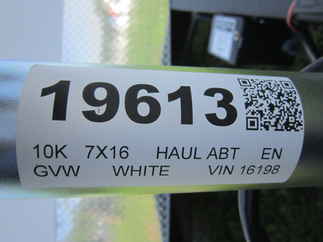 19613
10K 7X16 HAUL ABT EN
GVW WHITE VIN 16198